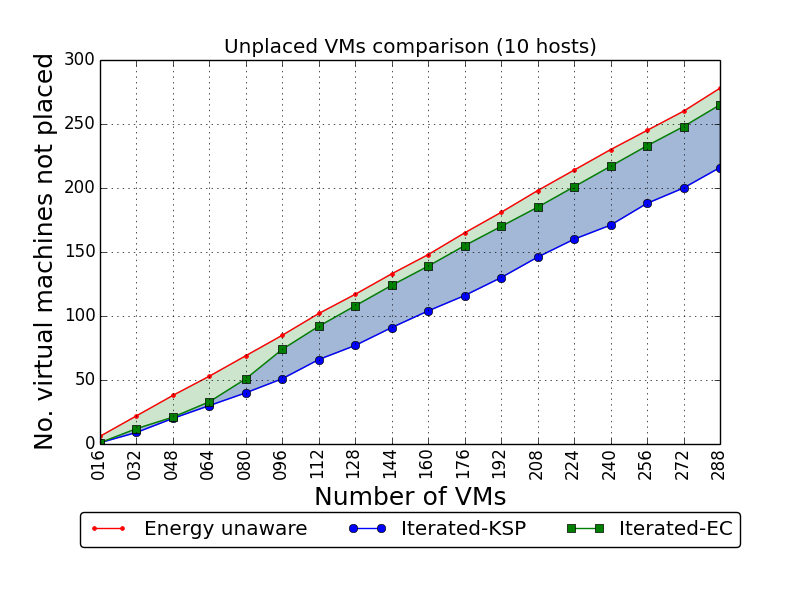 Unplaced VMs comparison (10 hosts)
No. virtual machines not placed
300
250
200
150
100
50
0
016 032 048 064 080 096 112 128 144 160 176 192 208 224 240 256 272 288
Number of VMs
Energy unaware Iterated-KSP Iterated-EC